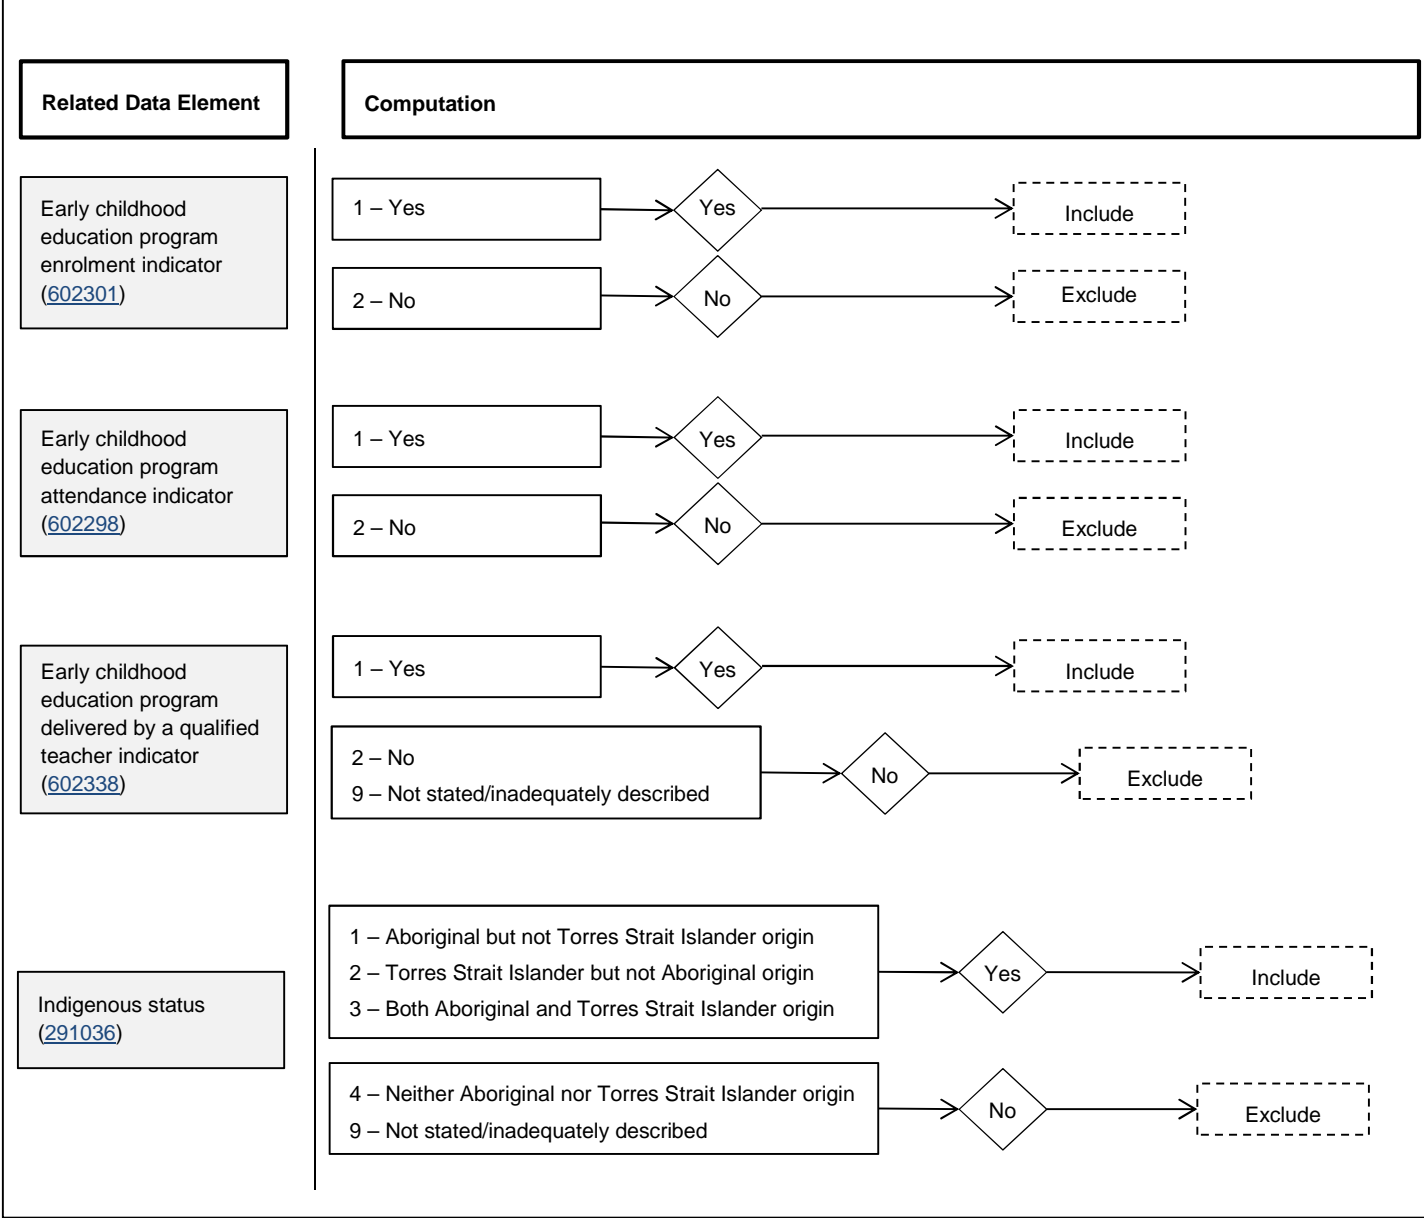 Related Data Element
Computation
Early childhood
education program
enrolment indicator
(602301)
1 – Yes
Yes
Include
2 – No
No
Exclude
Early childhood
education program
attendance indicator
(602298)
1 – Yes
Yes
Include
2 – No
No
Exclude
Early childhood
education program
delivered by a qualified
teacher indicator
(602338)
1 – Yes
Yes
Include
2 – No
9 – Not stated/inadequately described
No
Exclude
Indigenous status
(291036)
1 – Aboriginal but not Torres Strait Islander origin
2 – Torres Strait Islander but not Aboriginal origin
3 – Both Aboriginal and Torres Strait Islander origin
Yes
Include
4 – Neither Aboriginal nor Torres Strait Islander origin
9 – Not stated/inadequately described
No
Exclude